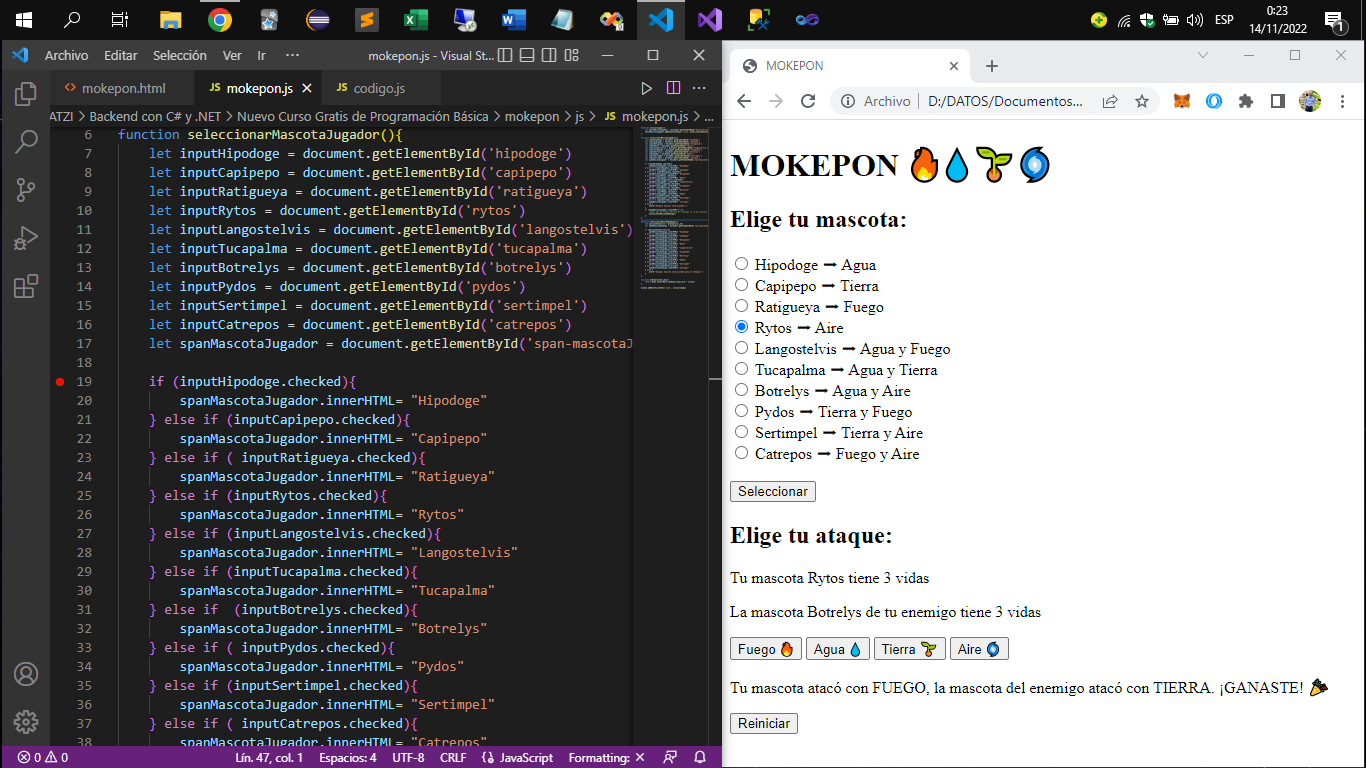 0:23
ESP
14/11/2022
1
Archivo Editar Selección Ver Ir ··· mokepon.js - Visual St...
mokepon.html JS mokepon.js JS codigo.js
ATZI > Backend con C# y .NET > Nuevo Curso Gratis de Programación Básica > mokepon > js > JS mokepon.js > ...
6 function seleccionarMascotaJugador(){
7 let inputHipodoge = document.getElementById('hipodoge')
8 let inputCapipepo = document.getElementById('capipepo')
9 let inputRatigueya = document.getElementById('ratigueya')
10 let inputRytos = document.getElementById('rytos')
11 let inputLangostelvis = document.getElementById('langostelvis')
12 let inputTucapalma = document.getElementById('tucapalma')
13 let inputBotrelys = document.getElementById('botrelys')
14 let inputPydos = document.getElementById('pydos')
15 let inputSertimpel = document.getElementById('sertimpel')
16 let inputCatrepos = document.getElementById('catrepos')
17 let spanMascotaJugador = document.getElementById('span-mascotaJ
18
19 if (inputHipodoge.checked){
20 spanMascotaJugador.innerHTML= "Hipodoge"
21 } else if (inputCapipepo.checked){
22 spanMascotaJugador.innerHTML= "Capipepo"
23 } else if ( inputRatigueya.checked){
24 spanMascotaJugador.innerHTML= "Ratigueya"
25 } else if (inputRytos.checked){
26 spanMascotaJugador.innerHTML= "Rytos"
27 } else if (inputLangostelvis.checked){
28 spanMascotaJugador.innerHTML= "Langostelvis"
29 } else if (inputTucapalma.checked){
30 spanMascotaJugador.innerHTML= "Tucapalma"
31 } else if  (inputBotrelys.checked){
32 spanMascotaJugador.innerHTML= "Botrelys"
33 } else if ( inputPydos.checked){
34 spanMascotaJugador.innerHTML= "Pydos"
35 } else if (inputSertimpel.checked){
36 spanMascotaJugador.innerHTML= "Sertimpel"
37 } else if ( inputCatrepos.checked){
38 spanMascotaJugador.innerHTML= "Catrepos"
0 0 Lín. 47, col. 1 Espacios: 4 UTF-8 CRLF {} JavaScript Formatting: ×
MOKEPON
Archivo | D:/DATOS/Documentos...
MOKEPON 🔥💧🌱🌀
Elige tu mascota:
Hipodoge ➞ Agua
Capipepo ➞ Tierra
Ratigueya ➞ Fuego
Rytos ➞ Aire
Langostelvis ➞ Agua y Fuego
Tucapalma ➞ Agua y Tierra
Botrelys ➞ Agua y Aire
Pydos ➞ Tierra y Fuego
Sertimpel ➞ Tierra y Aire
Catrepos ➞ Fuego y Aire
Seleccionar
Elige tu ataque:
Tu mascota Rytos tiene 3 vidas
La mascota Botrelys de tu enemigo tiene 3 vidas
Fuego 🔥 Agua 💧 Tierra 🌱 Aire 🌀
Tu mascota atacó con FUEGO, la mascota del enemigo atacó con TIERRA. ¡GANASTE! 🎉
Reiniciar